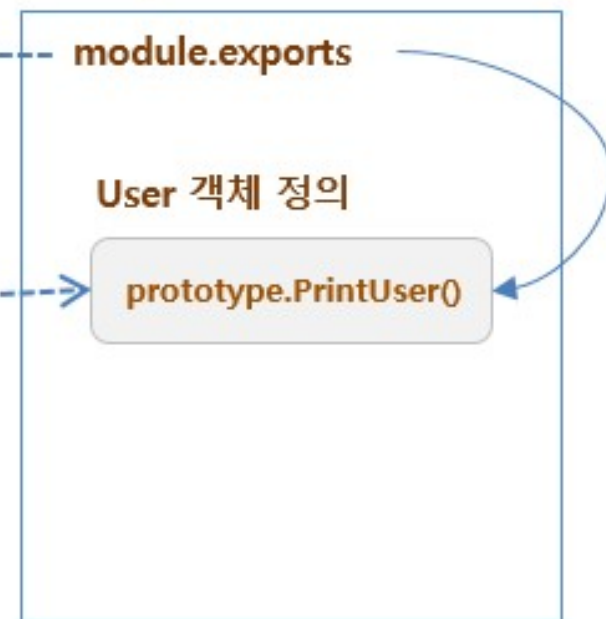 module.exports
User 객체 정의
prototype.PrintUser()